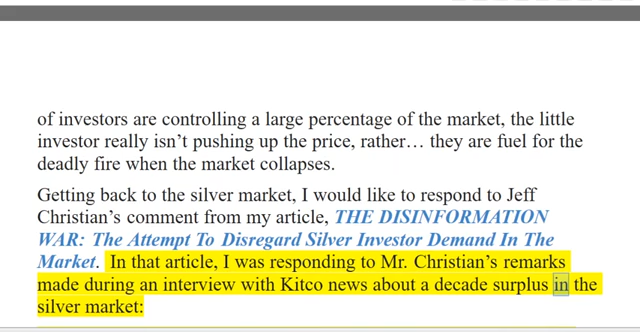 of investors are controlling a large percentage of the market, the little
investor really isn’t pushing up the price, rather… they are fuel for the
deadly fire when the market collapses.
Getting back to the silver market, I would like to respond to Jeff
Christian’s comment from my article, THE DISINFORMATION
WAR: The Attempt To Disregard Silver Investor Demand In The
Market. In that article, I was responding to Mr. Christian’s remarks
made during an interview with Kitco news about a decade surplus in the
silver market: